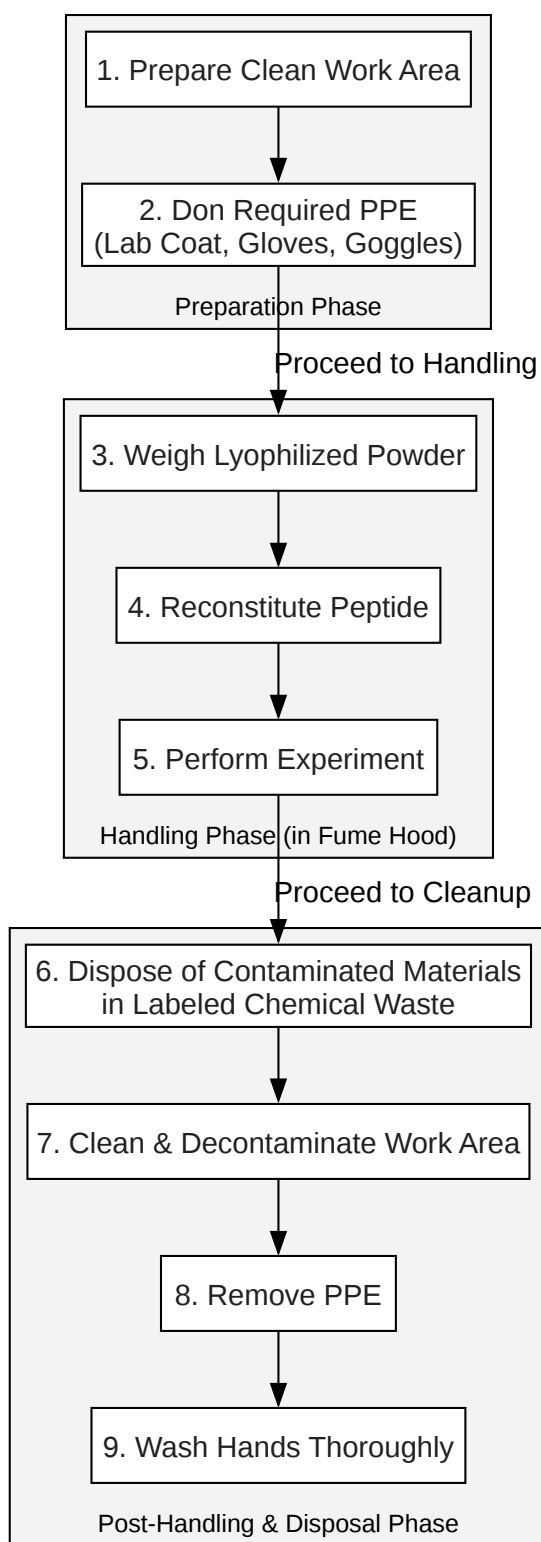 1. Prepare Clean Work Area
2. Don Required PPE
(Lab Coat, Gloves, Goggles)
Preparation Phase
Proceed to Handling
3. Weigh Lyophilized Powder
4. Reconstitute Peptide
5. Perform Experiment
Handling Phase (in Fume Hood)
Proceed to Cleanup
6. Dispose of Contaminated Materials
in Labeled Chemical Waste
7. Clean & Decontaminate Work Area
8. Remove PPE
9. Wash Hands Thoroughly
Post-Handling & Disposal Phase